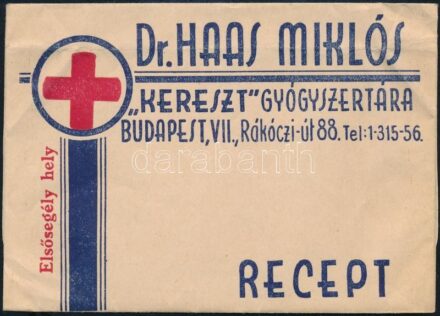 Dr. HAAS MIKLÓS
„KERESZT" GYÓGYSZERTÁRA
BUDAPEST, VII., Rákóczi-út 88. Tel: 1-315-56.
Elsősegély hely
darabanth
RECEPT